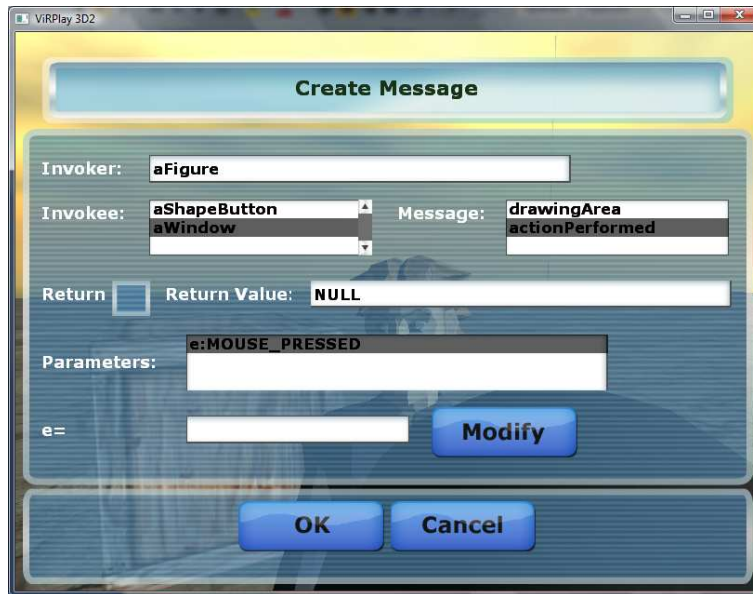 ViRPlay 3D2
Create Message
Invoker: aFigure
Invokee: aShapeButton
aWindow
Message: drawingArea
actionPerformed
Return Return Value: NULL
Parameters: e:MOUSE_PRESSED
e=
Modify
OK Cancel